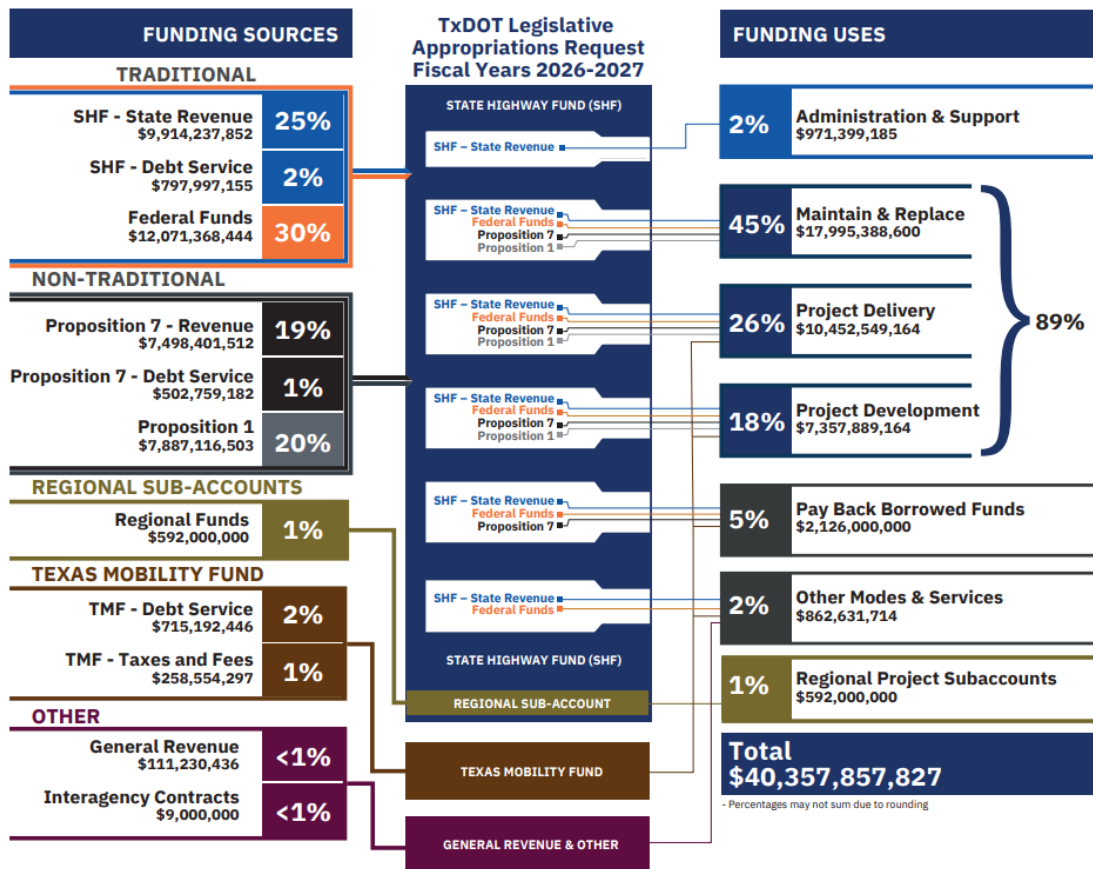 FUNDING SOURCES
TRADITIONAL
SHF - State Revenue
$9,914,237,852
25%
SHF - Debt Service
$797,997,155
2%
Federal Funds
$12,071,368,444
30%
NON-TRADITIONAL
Proposition 7 - Revenue
$7,498,401,512
19%
Proposition 7 - Debt Service
$502,759,182
1%
Proposition 1
$7,887,116,503
20%
REGIONAL SUB-ACCOUNTS
Regional Funds
$592,000,000
1%
TEXAS MOBILITY FUND
TMF - Debt Service
$715,192,446
2%
TMF - Taxes and Fees
$258,554,297
1%
OTHER
General Revenue
$111,230,436
<1%
Interagency Contracts
$9,000,000
<1%
TxDOT Legislative
Appropriations Request
Fiscal Years 2026-2027
STATE HIGHWAY FUND (SHF)
SHF – State Revenue
SHF – State Revenue
Federal Funds
Proposition 7
Proposition 1
SHF – State Revenue
Federal Funds
Proposition 7
Proposition 1
SHF – State Revenue
Federal Funds
Proposition 7
Proposition 1
SHF – State Revenue
Federal Funds
Proposition 7
SHF – State Revenue
Federal Funds
STATE HIGHWAY FUND (SHF)
REGIONAL SUB-ACCOUNT
TEXAS MOBILITY FUND
GENERAL REVENUE & OTHER
FUNDING USES
2%
Administration & Support
$971,399,185
45%
Maintain & Replace
$17,995,388,600
26%
Project Delivery
$10,452,549,164
18%
Project Development
$7,357,889,164
89%
5%
Pay Back Borrowed Funds
$2,126,000,000
2%
Other Modes & Services
$862,631,714
1%
Regional Project Subaccounts
$592,000,000
Total
$40,357,857,827
- Percentages may not sum due to rounding